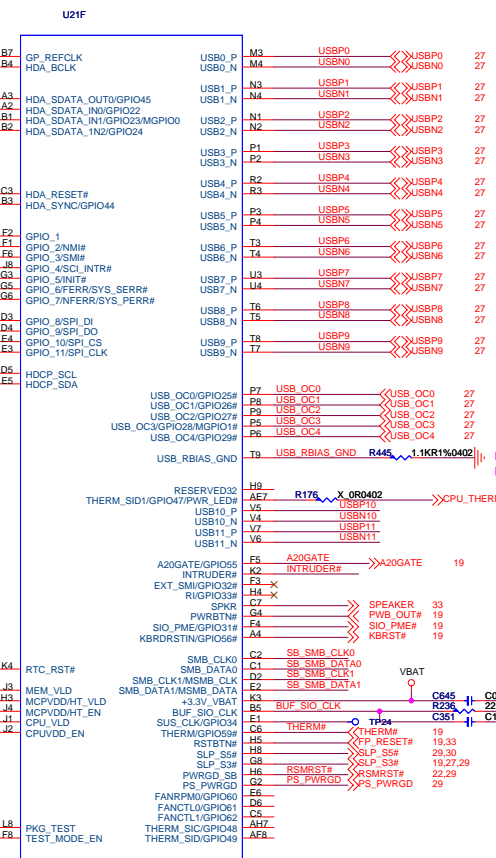 U21F
B7 GP_REFCLK USB0_P M3 USBP0 USBP0 27
B4 HDA_BCLK USB0_N M4 USBN0 USBN0 27
USB1_P N3 USBP1 USBP1 27
A3 HDA_SDATA_OUT0/GPIO45 USB1_N N4 USBN1 USBN1 27
A2 HDA_SDATA_IN0/GPIO22
B1 HDA_SDATA_IN1/GPIO23/MGPIO0 USB2_P N1 USBP2 USBP2 27
B2 HDA_SDATA_1N2/GPIO24 USB2_N N2 USBN2 USBN2 27
USB3_P P1 USBP3 USBP3 27
USB3_N P2 USBN3 USBN3 27
USB4_P R2 USBP4 USBP4 27
C3 HDA_RESET# USB4_N R3 USBN4 USBN4 27
B3 HDA_SYNC/GPIO44
USB5_P P3 USBP5 USBP5 27
USB5_N P4 USBN5 USBN5 27
F2 GPIO_1
F1 GPIO_2/NMI# USB6_P T3 USBP6 USBP6 27
F6 GPIO_3/SMI# USB6_N T4 USBN6 USBN6 27
J8 GPIO_4/SCI_INTR#
G3 GPIO_5/INIT# USB7_P U3 USBP7 USBP7 27
G5 GPIO_6/FERR/SYS_SERR# USB7_N U4 USBN7 USBN7 27
G6 GPIO_7/NFERR/SYS_PERR#
USB8_P T6 USBP8 USBP8 27
D3 GPIO_8/SPI_DI USB8_N T5 USBN8 USBN8 27
D4 GPIO_9/SPI_DO
E4 GPIO_10/SPI_CS USB9_P T8 USBP9 USBP9 27
E3 GPIO_11/SPI_CLK USB9_N T7 USBN9 USBN9 27
D5 HDCP_SCL
E5 HDCP_SDA
USB_OC0/GPIO25# P7 USB_OC0 USB_OC0 27
USB_OC1/GPIO26# P8 USB_OC1 USB_OC1 27
USB_OC2/GPIO27# P9 USB_OC2 USB_OC2 27
USB_OC3/GPIO28/MGPIO1# P5 USB_OC3 USB_OC3 27
USB_OC4/GPIO29# P6 USB_OC4 USB_OC4 27
USB_RBIAS_GND T9 USB_RBIAS_GND R445 1.1KR1%0402
RESERVED32 H9
THERM_SID1/GPIO47/PWR_LED# AE7 R176 X_0R0402 CPU_THER
USB10_P V5 USBP10
USB10_N V4 USBN10
USB11_P V7 USBP11
USB11_N V6 USBN11
A20GATE/GPIO55 F5 A20GATE A20GATE 19
INTRUDER# K2 INTRUDER#
EXT_SMI/GPIO32# F3
RI/GPIO33# H4
SPKR C7 SPEAKER 33
PWRBTN# G4 PWB_OUT# 19
SIO_PME/GPIO31# F4 SIO_PME# 19
KBRDRSTIN/GPIO56# A4 KBRST# 19
SMB_CLK0 C2 SB_SMB_CLK0
K4 RTC_RST# SMB_DATA0 C1 SB_SMB_DATA0 VBAT
SMB_CLK1/MSMB_CLK D2 SB_SMB_CLK1
J3 MEM_VLD SMB_DATA1/MSMB_DATA E2 SB_SMB_DATA1
H3 MCPVDD/HT_VLD +3.3V_VBAT K3 C645 C0
J4 MCPVDD/HT_EN BUF_SIO_CLK B5 BUF_SIO_CLK R236 22
J1 CPU_VLD SUS_CLK/GPIO34 E1 TP24 C351 C1
J2 CPUVDD_EN THERM/GPIO59# C6 THERM# THERM# 19
RSTBTN# H5 FP_RESET# 19,33
SLP_S5# H8 SLP_S5# 29,30
SLP_S3# G8 SLP_S3# 19,27,29
PWRGD_SB H6 RSMRST# RSMRST# 22,29
PS_PWRGD G2 PS_PWRGD PS_PWRGD 29
FANRPM0/GPIO60 E6
FANCTL0/GPIO61 D6
FANCTL1/GPIO62 C5
L8 PKG_TEST THERM_SIC/GPIO48 AH7
F8 TEST_MODE_EN THERM_SID/GPIO49 AF8